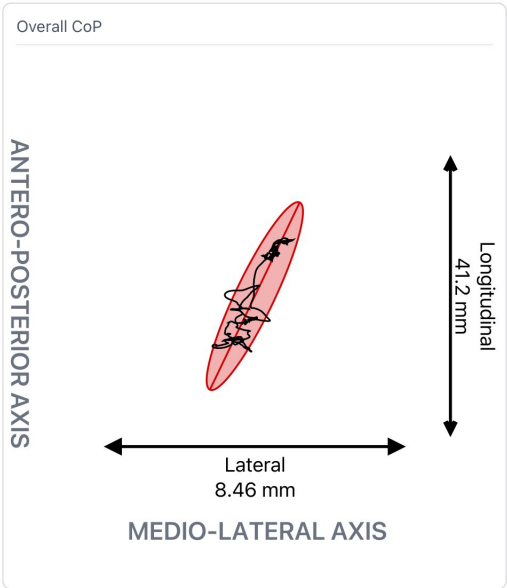 Overall CoP
ANTERO-POSTERIOR AXIS
Longitudinal
41.2 mm
Lateral
8.46 mm
MEDIO-LATERAL AXIS